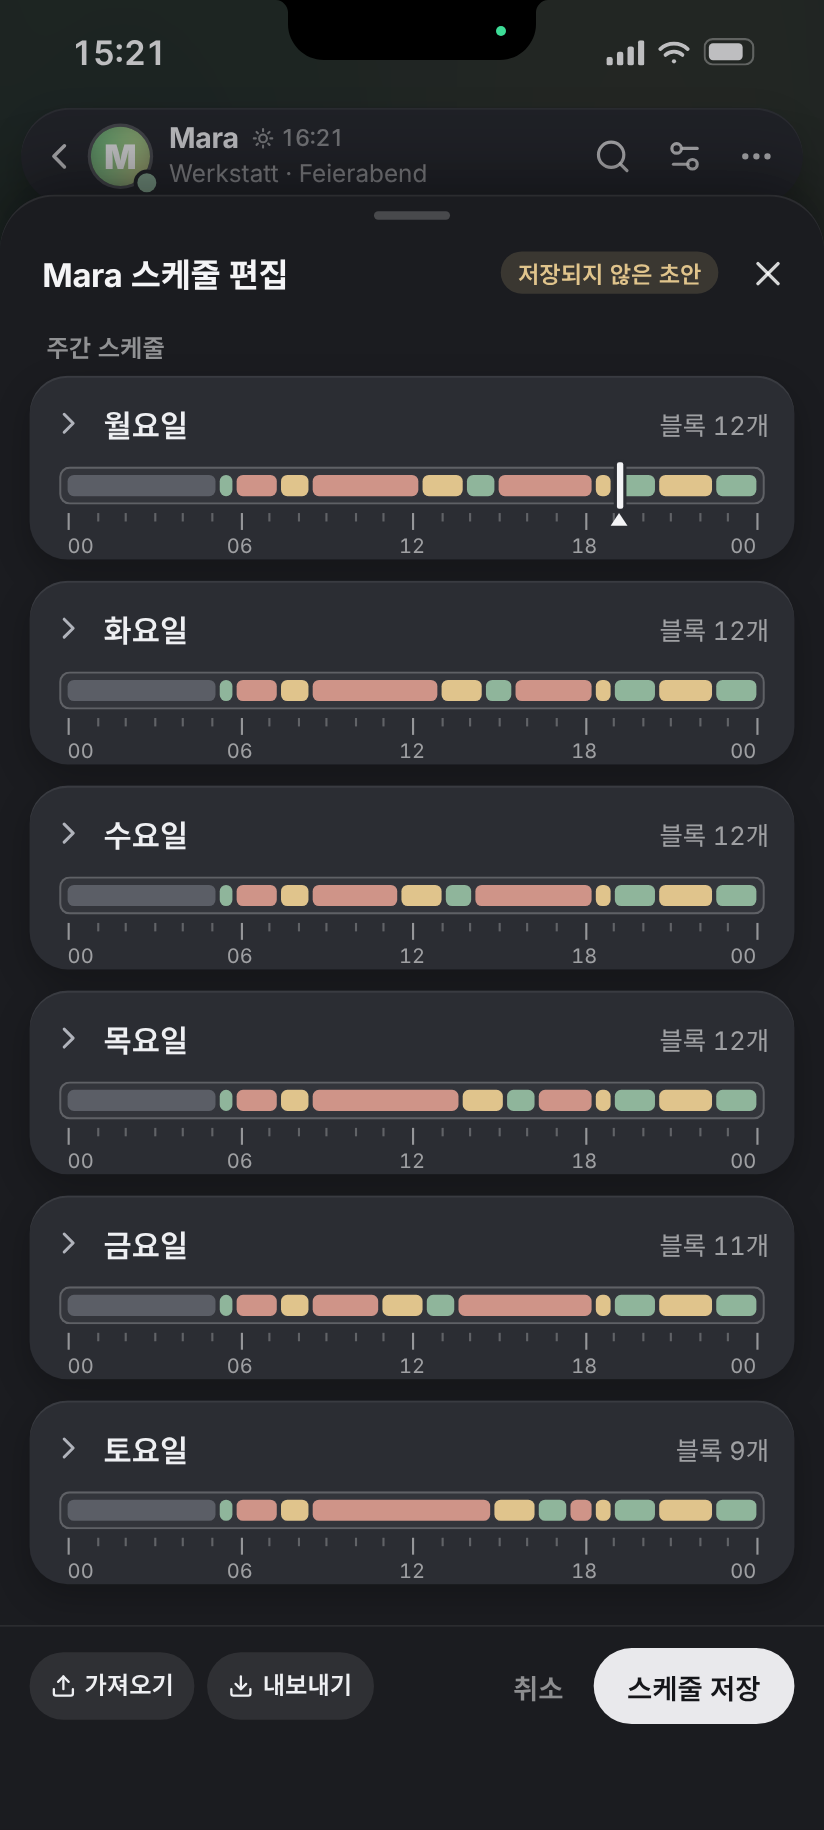 15:21
M
Mara 16:21
Werkstatt · Feierabend
Mara 스케줄 편집
저장되지 않은 초안
주간 스케줄
월요일
블록 12개
00 06 12 18 00
화요일
블록 12개
00 06 12 18 00
수요일
블록 12개
00 06 12 18 00
목요일
블록 12개
00 06 12 18 00
금요일
블록 11개
00 06 12 18 00
토요일
블록 9개
00 06 12 18 00
가져오기
내보내기
취소
스케줄 저장